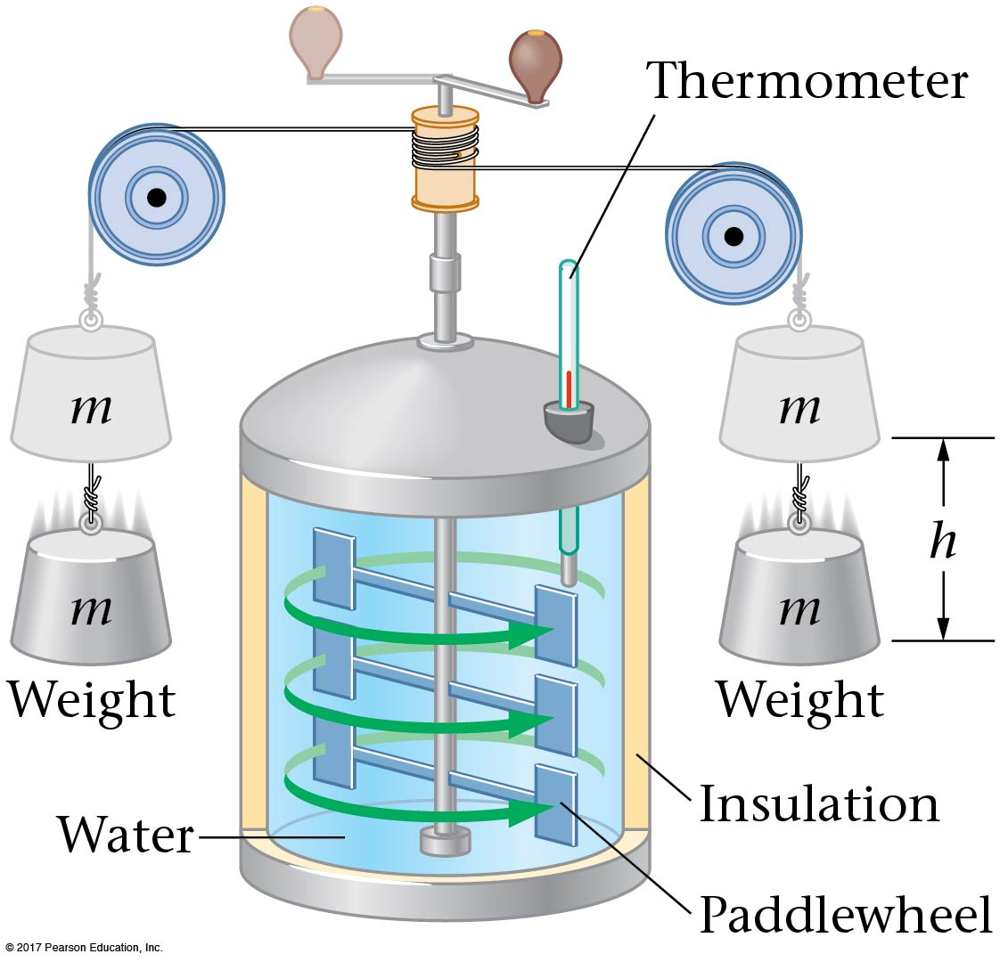 Thermometer
m
m
m
h
m
Weight
Weight
Insulation
Water
Paddlewheel
© 2017 Pearson Education, Inc.